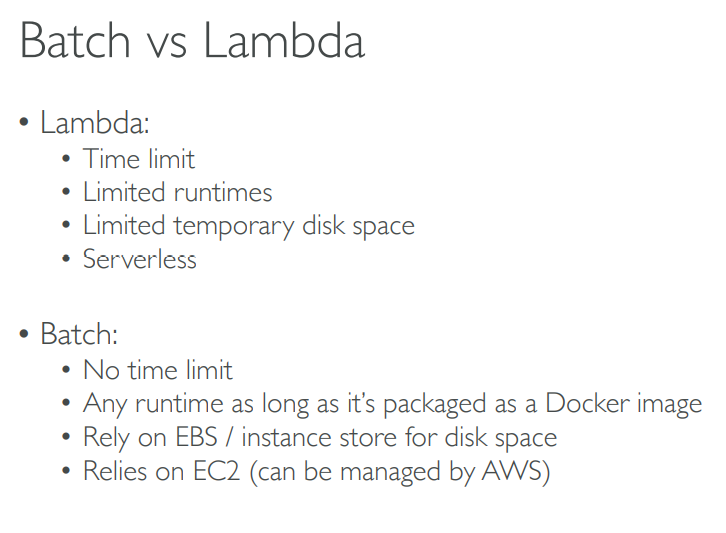 Batch vs Lambda
• Lambda:
• Time limit
• Limited runtimes
• Limited temporary disk space
• Serverless
• Batch:
• No time limit
• Any runtime as long as it’s packaged as a Docker image
• Rely on EBS / instance store for disk space
• Relies on EC2 (can be managed by AWS)